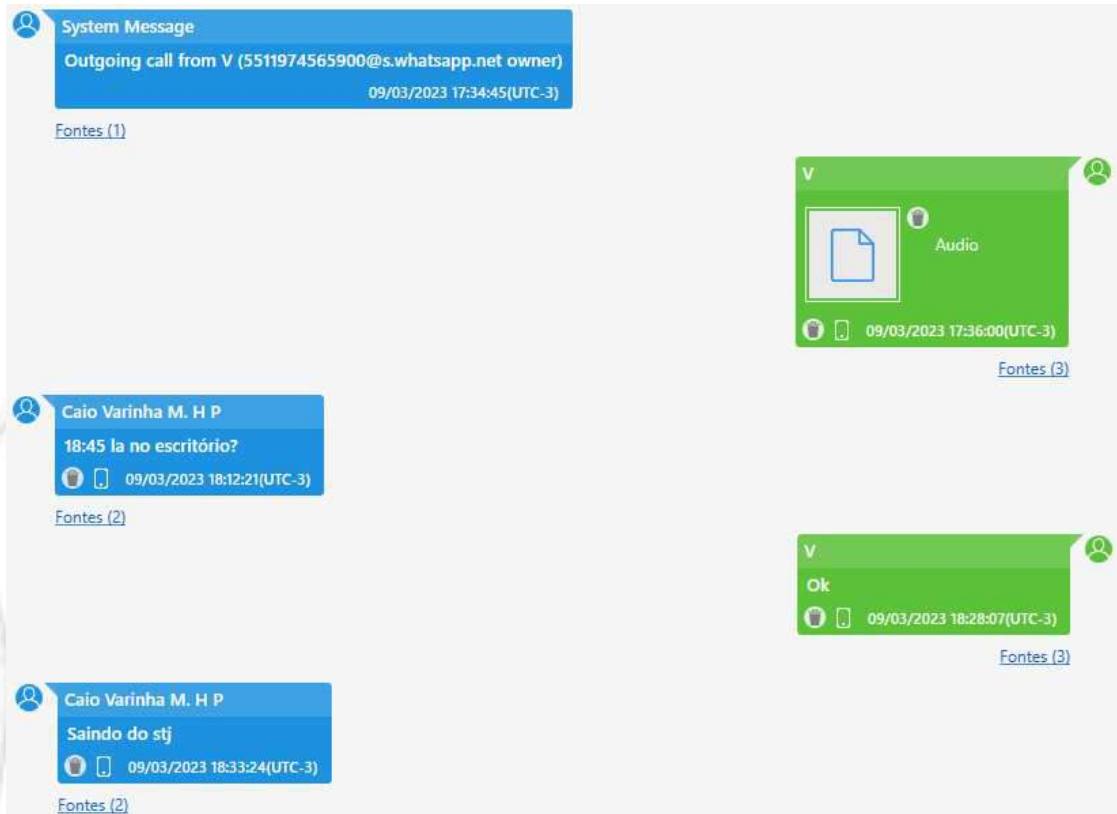 System Message
Outgoing call from V (5511974565900@s.whatsapp.net owner)
09/03/2023 17:34:45(UTC-3)
Fontes (1)
V
Audio
09/03/2023 17:36:00(UTC-3)
Fontes (3)
Caio Varinha M. H P
18:45 la no escritório?
09/03/2023 18:12:21(UTC-3)
Fontes (2)
V
Ok
09/03/2023 18:28:07(UTC-3)
Fontes (3)
Caio Varinha M. H P
Saindo do stj
09/03/2023 18:33:24(UTC-3)
Fontes (2)